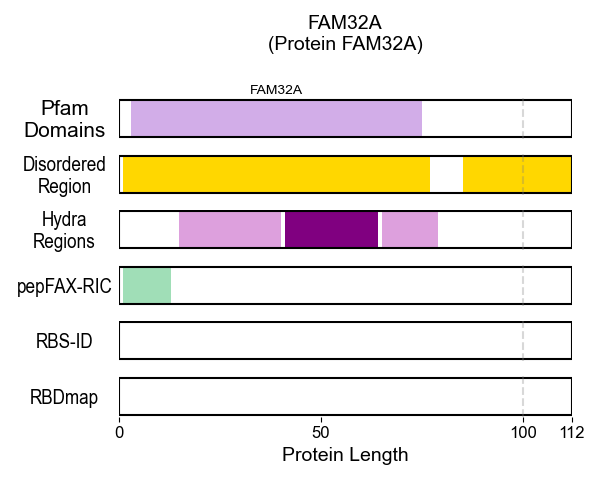 FAM32A
(Protein FAM32A)
FAM32A
Pfam
Domains
Disordered
Region
Hydra
Regions
pepFAX-RIC
RBS-ID
RBDmap
0 50 100 112
Protein Length